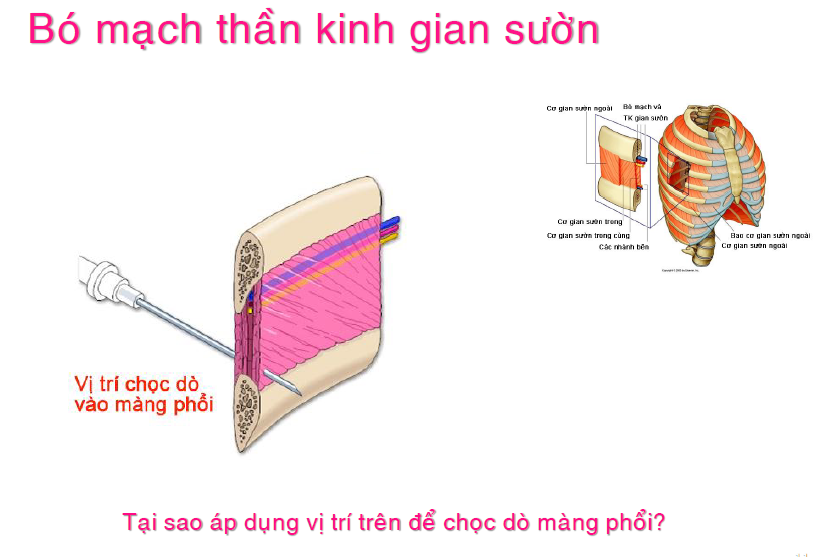 Bó mạch thần kinh gian sườn
Cơ gian sườn ngoài
Bó mạch và
TK gian sườn
Cơ gian sườn trong
Cơ gian sườn trong cùng
Các nhánh bên
Bao cơ gian sườn ngoài
Cơ gian sườn ngoài
Vị trí chọc dò
vào màng phổi
Tại sao áp dụng vị trí trên để chọc dò màng phổi?